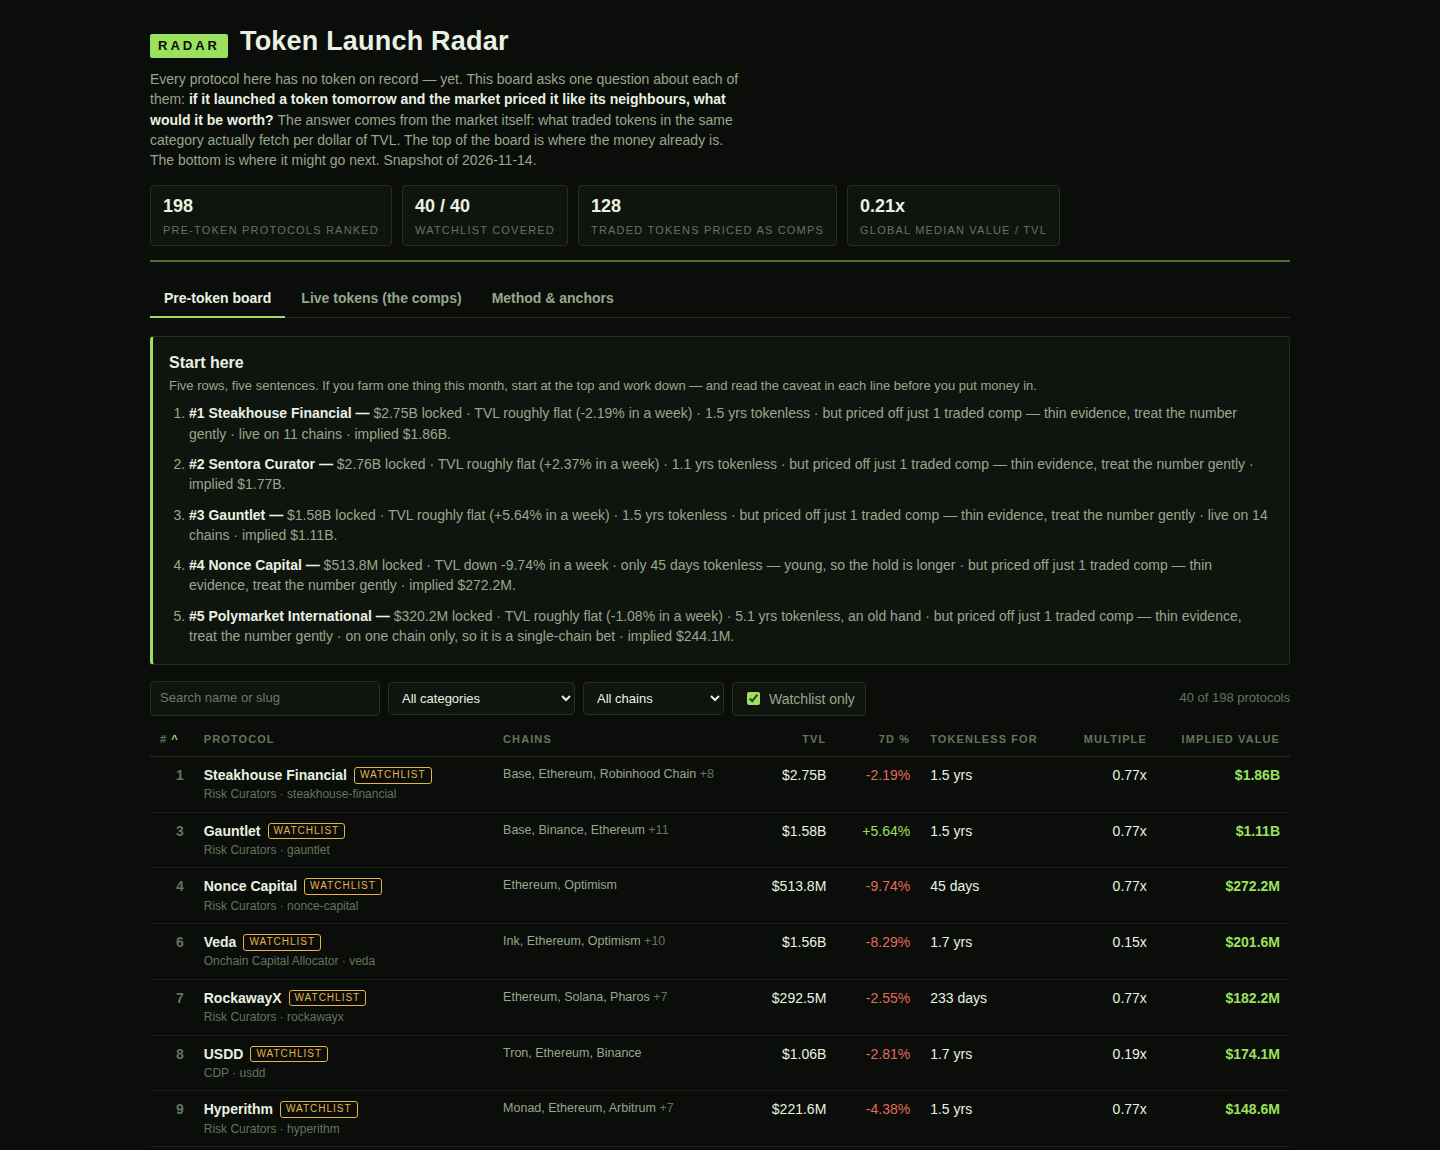 RADAR Token Launch Radar
Every protocol here has no token on record — yet. This board asks one question about each of
them: if it launched a token tomorrow and the market priced it like its neighbours, what
would it be worth? The answer comes from the market itself: what traded tokens in the same
category actually fetch per dollar of TVL. The top of the board is where the money already is.
The bottom is where it might go next. Snapshot of 2026-11-14.
198 40 / 40 128 0.21x
PRE-TOKEN PROTOCOLS RANKED WATCHLIST COVERED TRADED TOKENS PRICED AS COMPS GLOBAL MEDIAN VALUE / TVL
Pre-token board Live tokens (the comps) Method & anchors
Start here
Five rows, five sentences. If you farm one thing this month, start at the top and work down — and read the caveat in each line before you put money in.
1. #1 Steakhouse Financial — $2.75B locked · TVL roughly flat (-2.19% in a week) · 1.5 yrs tokenless · but priced off just 1 traded comp — thin evidence, treat the number
gently · live on 11 chains · implied $1.86B.
2. #2 Sentora Curator — $2.76B locked · TVL roughly flat (+2.37% in a week) · 1.1 yrs tokenless · but priced off just 1 traded comp — thin evidence, treat the number gently ·
implied $1.77B.
3. #3 Gauntlet — $1.58B locked · TVL roughly flat (+5.64% in a week) · 1.5 yrs tokenless · but priced off just 1 traded comp — thin evidence, treat the number gently · live on 14
chains · implied $1.11B.
4. #4 Nonce Capital — $513.8M locked · TVL down -9.74% in a week · only 45 days tokenless — young, so the hold is longer · but priced off just 1 traded comp — thin
evidence, treat the number gently · implied $272.2M.
5. #5 Polymarket International — $320.2M locked · TVL roughly flat (-1.08% in a week) · 5.1 yrs tokenless, an old hand · but priced off just 1 traded comp — thin evidence,
treat the number gently · on one chain only, so it is a single-chain bet · implied $244.1M.
Search name or slug All categories All chains Watchlist only 40 of 198 protocols
# ^ PROTOCOL CHAINS TVL 7D % TOKENLESS FOR MULTIPLE IMPLIED VALUE
1 Steakhouse Financial WATCHLIST Base, Ethereum, Robinhood Chain +8 $2.75B -2.19% 1.5 yrs 0.77x $1.86B
Risk Curators · steakhouse-financial
3 Gauntlet WATCHLIST Base, Binance, Ethereum +11 $1.58B +5.64% 1.5 yrs 0.77x $1.11B
Risk Curators · gauntlet
4 Nonce Capital WATCHLIST Ethereum, Optimism $513.8M -9.74% 45 days 0.77x $272.2M
Risk Curators · nonce-capital
6 Veda WATCHLIST Ink, Ethereum, Optimism +10 $1.56B -8.29% 1.7 yrs 0.15x $201.6M
Onchain Capital Allocator · veda
7 RockawayX WATCHLIST Ethereum, Solana, Pharos +7 $292.5M -2.55% 233 days 0.77x $182.2M
Risk Curators · rockawayx
8 USDD WATCHLIST Tron, Ethereum, Binance $1.06B -2.81% 1.7 yrs 0.19x $174.1M
CDP · usdd
9 Hyperithm WATCHLIST Monad, Ethereum, Arbitrum +7 $221.6M -4.38% 1.5 yrs 0.77x $148.6M
Risk Curators · hyperithm